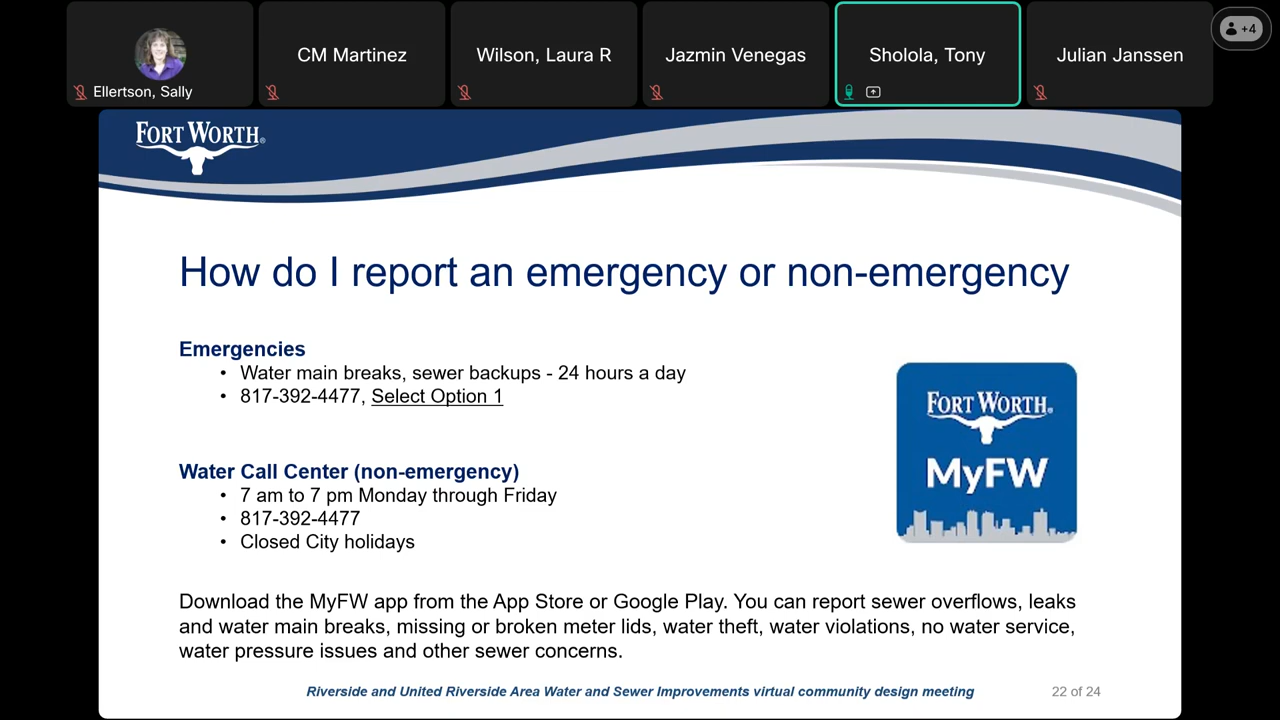 Ellertson, Sally
CM Martinez
Wilson, Laura R
Jazmin Venegas
Sholola, Tony
Julian Janssen
+4
FORT WORTH®
How do I report an emergency or non-emergency
Emergencies
• Water main breaks, sewer backups - 24 hours a day
• 817-392-4477, Select Option 1
Water Call Center (non-emergency)
• 7 am to 7 pm Monday through Friday
• 817-392-4477
• Closed City holidays
FORT WORTH®
MyFW
Download the MyFW app from the App Store or Google Play. You can report sewer overflows, leaks
and water main breaks, missing or broken meter lids, water theft, water violations, no water service,
water pressure issues and other sewer concerns.
Riverside and United Riverside Area Water and Sewer Improvements virtual community design meeting
22 of 24